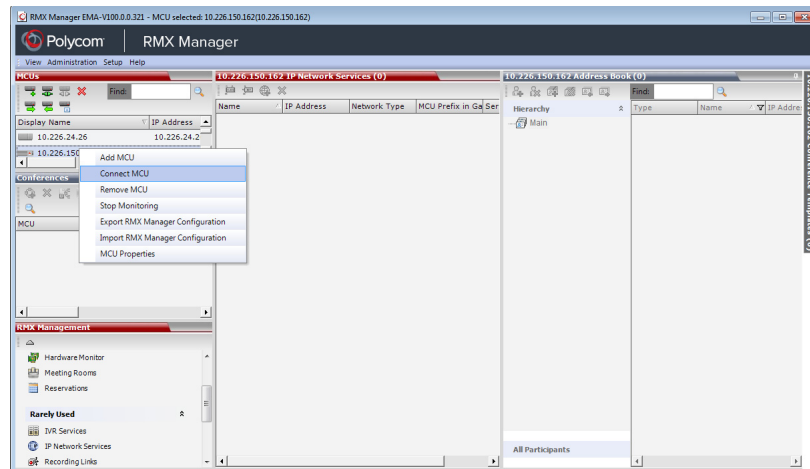 RMX Manager EMA-V100.0.0.321 - MCU selected: 10.226.150.162(10.226.150.162)
Polycom RMX Manager
View Administration Setup Help
MCUs
Find:
Display Name IP Address
10.226.24.26 10.226.24.2
10.226.150
Add MCU
Connect MCU
Remove MCU
Stop Monitoring
Export RMX Manager Configuration
Import RMX Manager Configuration
MCU Properties
Conferences
MCU
RMX Management
Hardware Monitor
Meeting Rooms
Reservations
Rarely Used
IVR Services
IP Network Services
Recording Links
10.226.150.162 IP Network Services (0)
Name IP Address Network Type MCU Prefix in Ga Ser
10.226.150.162 Address Book (0)
Find:
Hierarchy
Main
Type Name IP Addre
All Participants